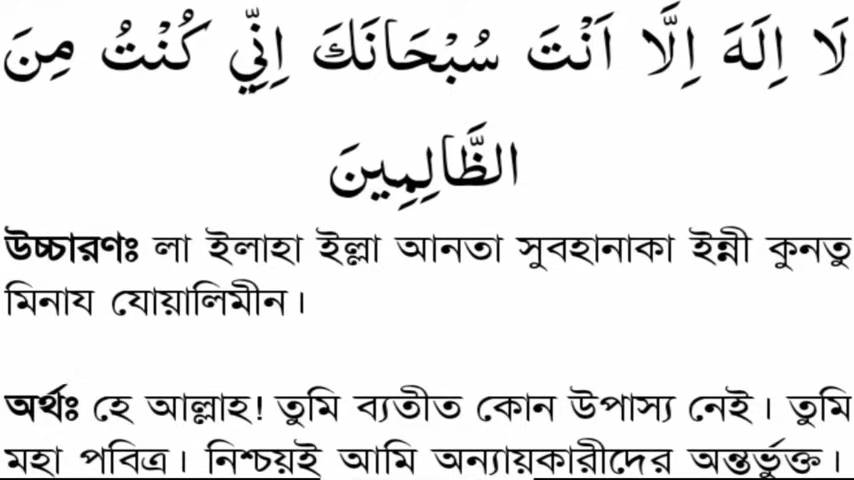 لَا اِلَهَ اِلَّا اَنْتَ سُبْحَانَكَ اِنِّي كُنْتُ مِنَ
الظَّالِمِينَ
উচ্চারণঃ লা ইলাহা ইল্লা আনতা সুবহানাকা ইন্নী কুনতু
মিনায যোয়ালিমীন।
অর্থঃ হে আল্লাহ! তুমি ব্যতীত কোন উপাস্য নেই। তুমি
মহা পবিত্র। নিশ্চয়ই আমি অন্যায়কারীদের অন্তর্ভুক্ত।